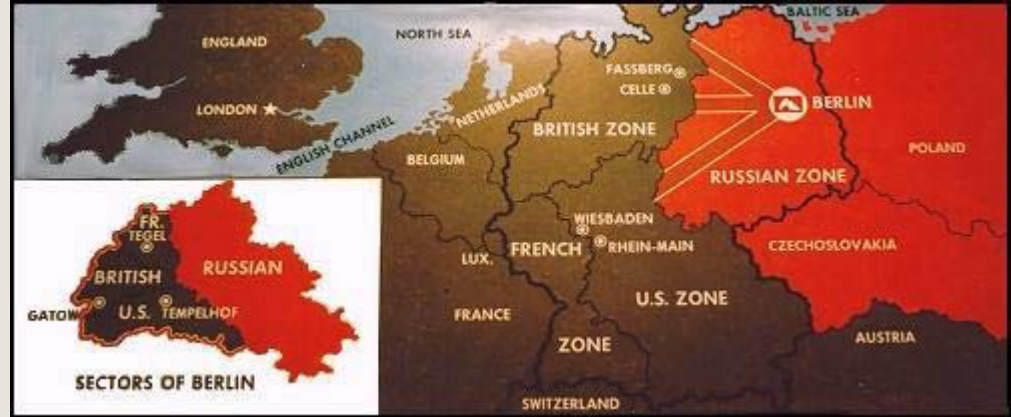 BALTIC SEA
NORTH SEA
ENGLAND
FASSBERG
CELLE
LONDON
BERLIN
NETHERLANDS
BRITISH ZONE
ENGLISH CHANNEL
BELGIUM
POLAND
RUSSIAN ZONE
WIESBADEN
FRENCH
RHEIN-MAIN
CZECHOSLOVAKIA
LUX.
U.S. ZONE
FRANCE
ZONE
AUSTRIA
SWITZERLAND
FR.
TEGEL
BRITISH
RUSSIAN
GATOW
U.S.
TEMPELHOF
SECTORS OF BERLIN